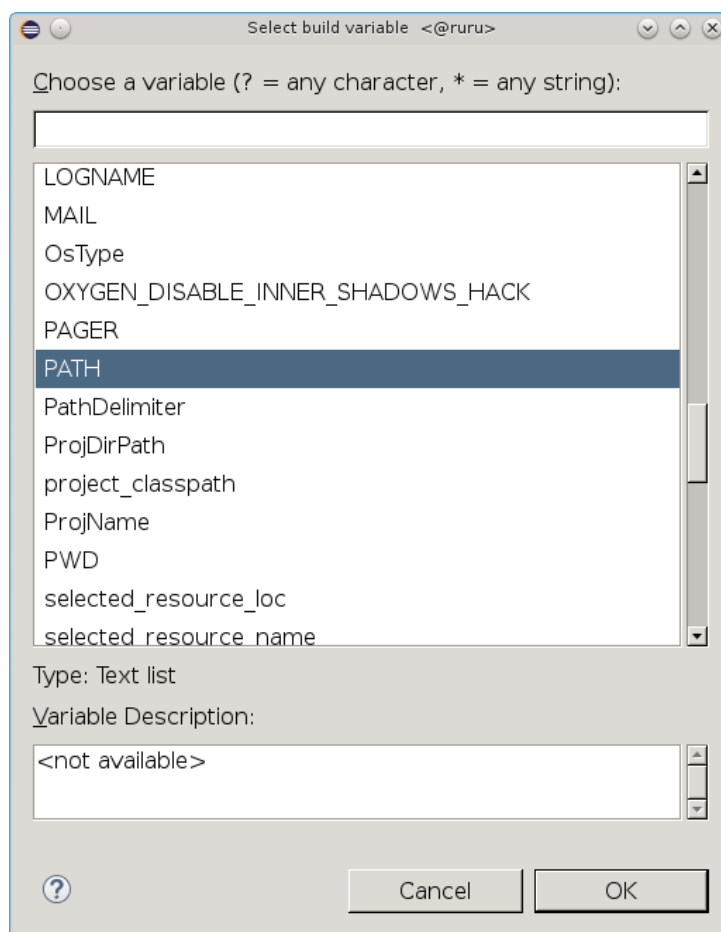 Select build variable <@ruru>
Choose a variable (? = any character, * = any string):
LOGNAME
MAIL
OsType
OXYGEN_DISABLE_INNER_SHADOWS_HACK
PAGER
PATH
PathDelimiter
ProjDirPath
project_classpath
ProjName
PWD
selected_resource_loc
selected_resource_name
Type: Text list
Variable Description:
<not available>
?
Cancel
OK